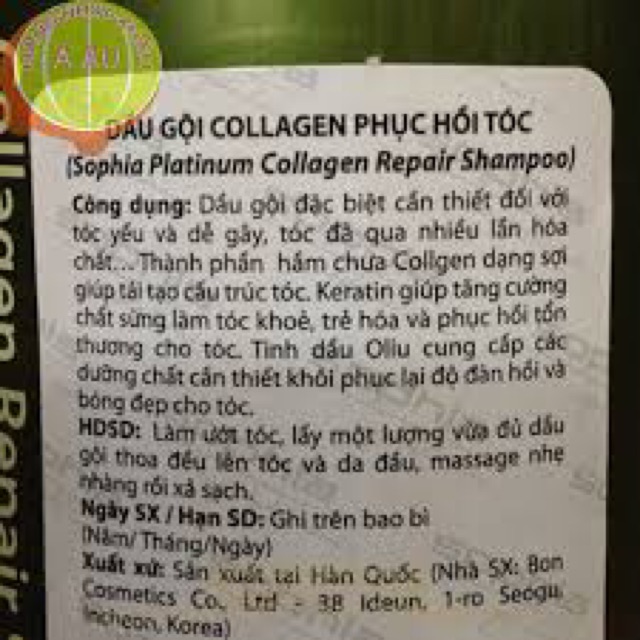 A ÂU
DẦU GỘI COLLAGEN PHỤC HỒI TÓC
(Sophia Platinum Collagen Repair Shampoo)
Công dụng: Dầu gội đặc biệt cần thiết đối với
tóc yếu và dễ gãy, tóc đã qua nhiều lần hóa
chất... Thành phần hầm chưa Collgen dạng sợi
giúp tái tạo cấu trúc tóc. Keratin giúp tăng cường
chất sừng làm tóc khoẻ, trẻ hóa và phục hồi tổn
thương cho tóc. Tinh dầu Oliu cung cấp các
dưỡng chất cần thiết khôi phục lại độ đàn hồi và
bóng đẹp cho tóc.
HDSD: Làm ướt tóc, lấy một lượng vừa đủ dầu
gội thoa đều lên tóc và da đầu, massage nhẹ
nhàng rồi xả sạch.
Ngày SX / Hạn SD: Ghi trên bao bì
(Năm/ Tháng/Ngày)
Xuất xứ: Sản xuất tại Hàn Quốc (Nhà SX: Bon
Cosmetics Co., Ltd - 3B Ideun, 1-ro Seogu,
Incheon, Korea)
Collagen Repair